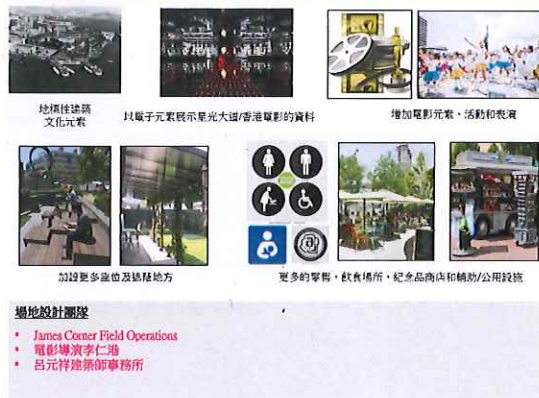 地標性建築
文化元素
以電子元素展示星光大道/香港電影的資料
增加電影元素、活動和表演
加設更多座位及遮蔭地方
更多的零售，飲食場所，紀念品商店和輔助/公用設施
場地設計團隊
• James Corner Field Operations
• 電影導演李仁港
• 呂元祥建築師事務所